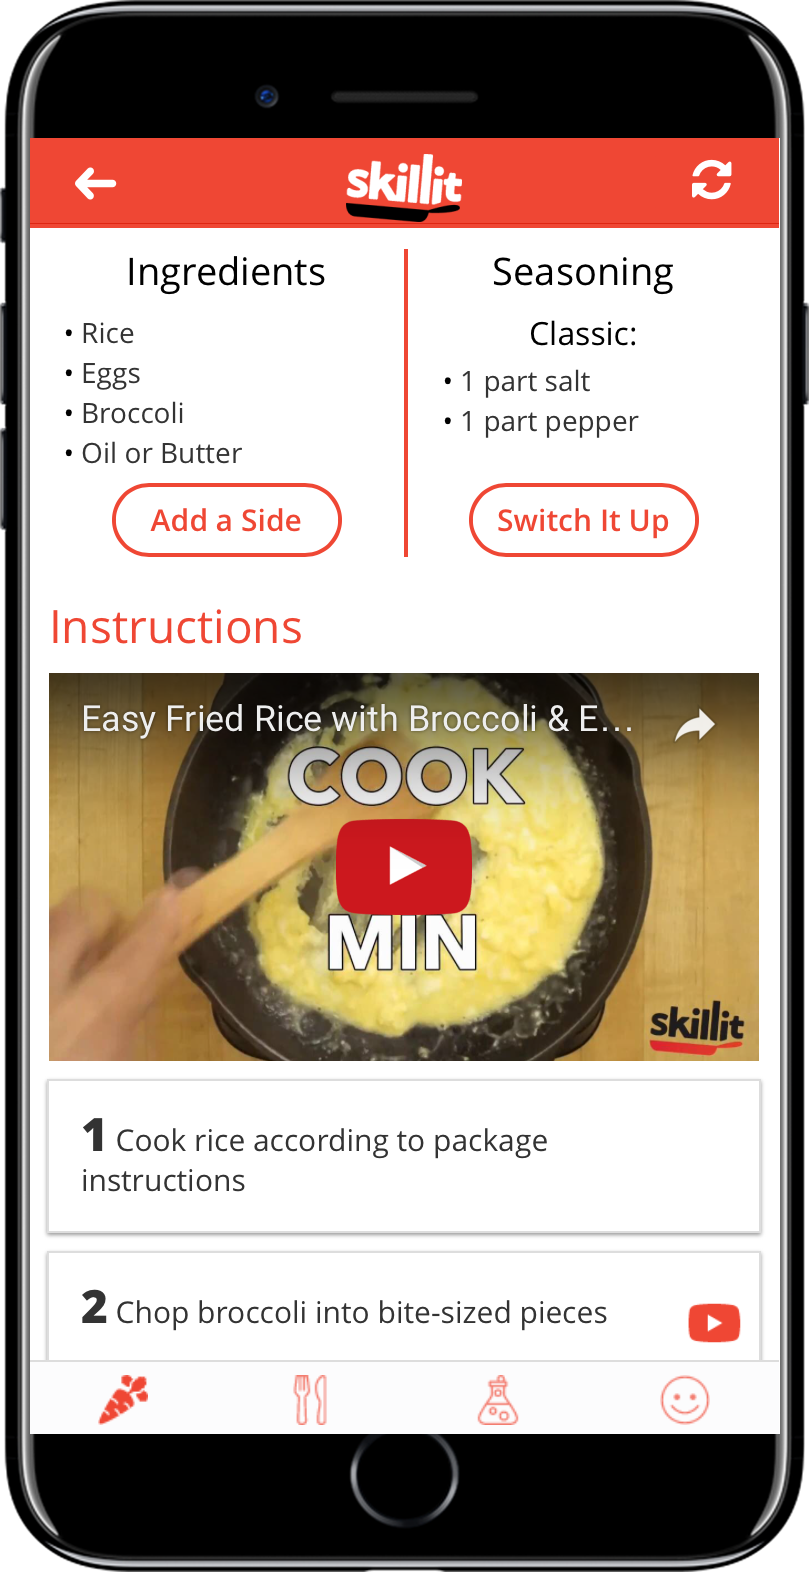 skillit
Ingredients
• Rice
• Eggs
• Broccoli
• Oil or Butter
Add a Side
Seasoning
Classic:
• 1 part salt
• 1 part pepper
Switch It Up
Instructions
Easy Fried Rice with Broccoli & E...
COOK
MIN
skillit
1 Cook rice according to package
instructions
2 Chop broccoli into bite-sized pieces